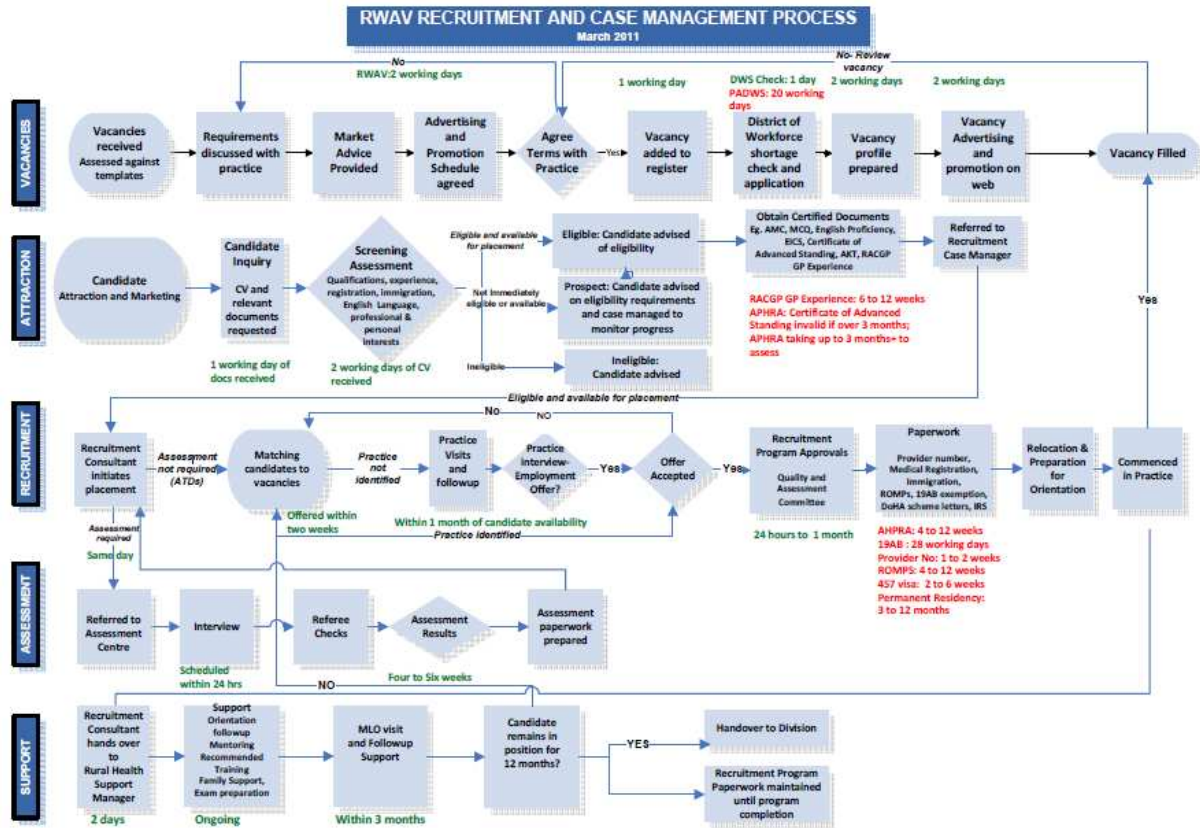 RWAV RECRUITMENT AND CASE MANAGEMENT PROCESS
March 2011
No
RWAV:2 working days
1 working day
DWS Check: 1 day
PADWS: 20 working
days
No- Review
vacancy
2 working days
2 working days
VACANCIES
Vacancies
received
Assessed against
templates
Requirements
discussed with
practice
Market
Advice
Provided
Advertising
and
Promotion
Schedule
agreed
Agree
Terms with
Practice
Yes
Vacancy
added to
register
District of
Workforce
shortage
check and
application
Vacancy
profile
prepared
Vacancy
Advertising
and
promotion on
web
Vacancy Filled
ATTRACTION
Candidate
Attraction and Marketing
Candidate
Inquiry
CV and
relevant
documents
requested
1 working day of
docs received
Screening
Assessment
Qualifications, experience,
registration, immigration,
English Language,
professional &
personal
interests
2 working days of CV
received
Eligible and available
for placement
Eligible: Candidate advised
of eligibility
Not Immediately
eligible or available
Prospect: Candidate advised
on eligibility requirements
and case managed to
monitor progress
Ineligible
Ineligible:
Candidate advised
Obtain Certified Documents
Eg. AMC, MCQ, English Proficiency,
EICS, Certificate of
Advanced Standing, AKT, RACGP
GP Experience
RACGP GP Experience: 6 to 12 weeks
APHRA: Certificate of Advanced
Standing invalid if over 3 months;
APHRA taking up to 3 months+ to
assess
Referred to
Recruitment
Case Manager
Yes
Eligible and available for placement
RECRUITMENT
Recruitment
Consultant
initiates
placement
Assessment
not required
(ATDs)
Assessment
required
Same day
No
NO
Matching
candidates to
vacancies
Offered within
two weeks
Practice
not
identified
Practice
Visits
and
followup
Within 1 month of candidate availability
Practice identified
Practice
Interview-
Employment
Offer?
Yes
Offer
Accepted
Yes
Recruitment
Program Approvals
Quality and
Assessment
Committee
24 hours to 1 month
Paperwork
Provider number,
Medical Registration,
Immigration,
ROMPs, 19AB exemption,
DoHA scheme letters, IRS
AHPRA: 4 to 12 weeks
19AB : 28 working days
Provider No: 1 to 2 weeks
ROMPS: 4 to 12 weeks
457 visa: 2 to 6 weeks
Permanent Residency:
3 to 12 months
Relocation &
Preparation
for
Orientation
Commenced
in Practice
ASSESSMENT
Referred to
Assessment
Centre
Interview
Scheduled
within 24 hrs
Referee
Checks
Assessment
Results
Four to Six weeks
Assessment
paperwork
prepared
NO
SUPPORT
Recruitment
Consultant
hands over
to
Rural Health
Support
Manager
2 days
Support
Orientation
followup
Mentoring
Recommended
Training
Family Support,
Exam preparation
Ongoing
MLO visit
and Followup
Support
Within 3 months
Candidate
remains in
position for
12 months?
YES
Handover to Division
Recruitment Program
Paperwork maintained
until program
completion